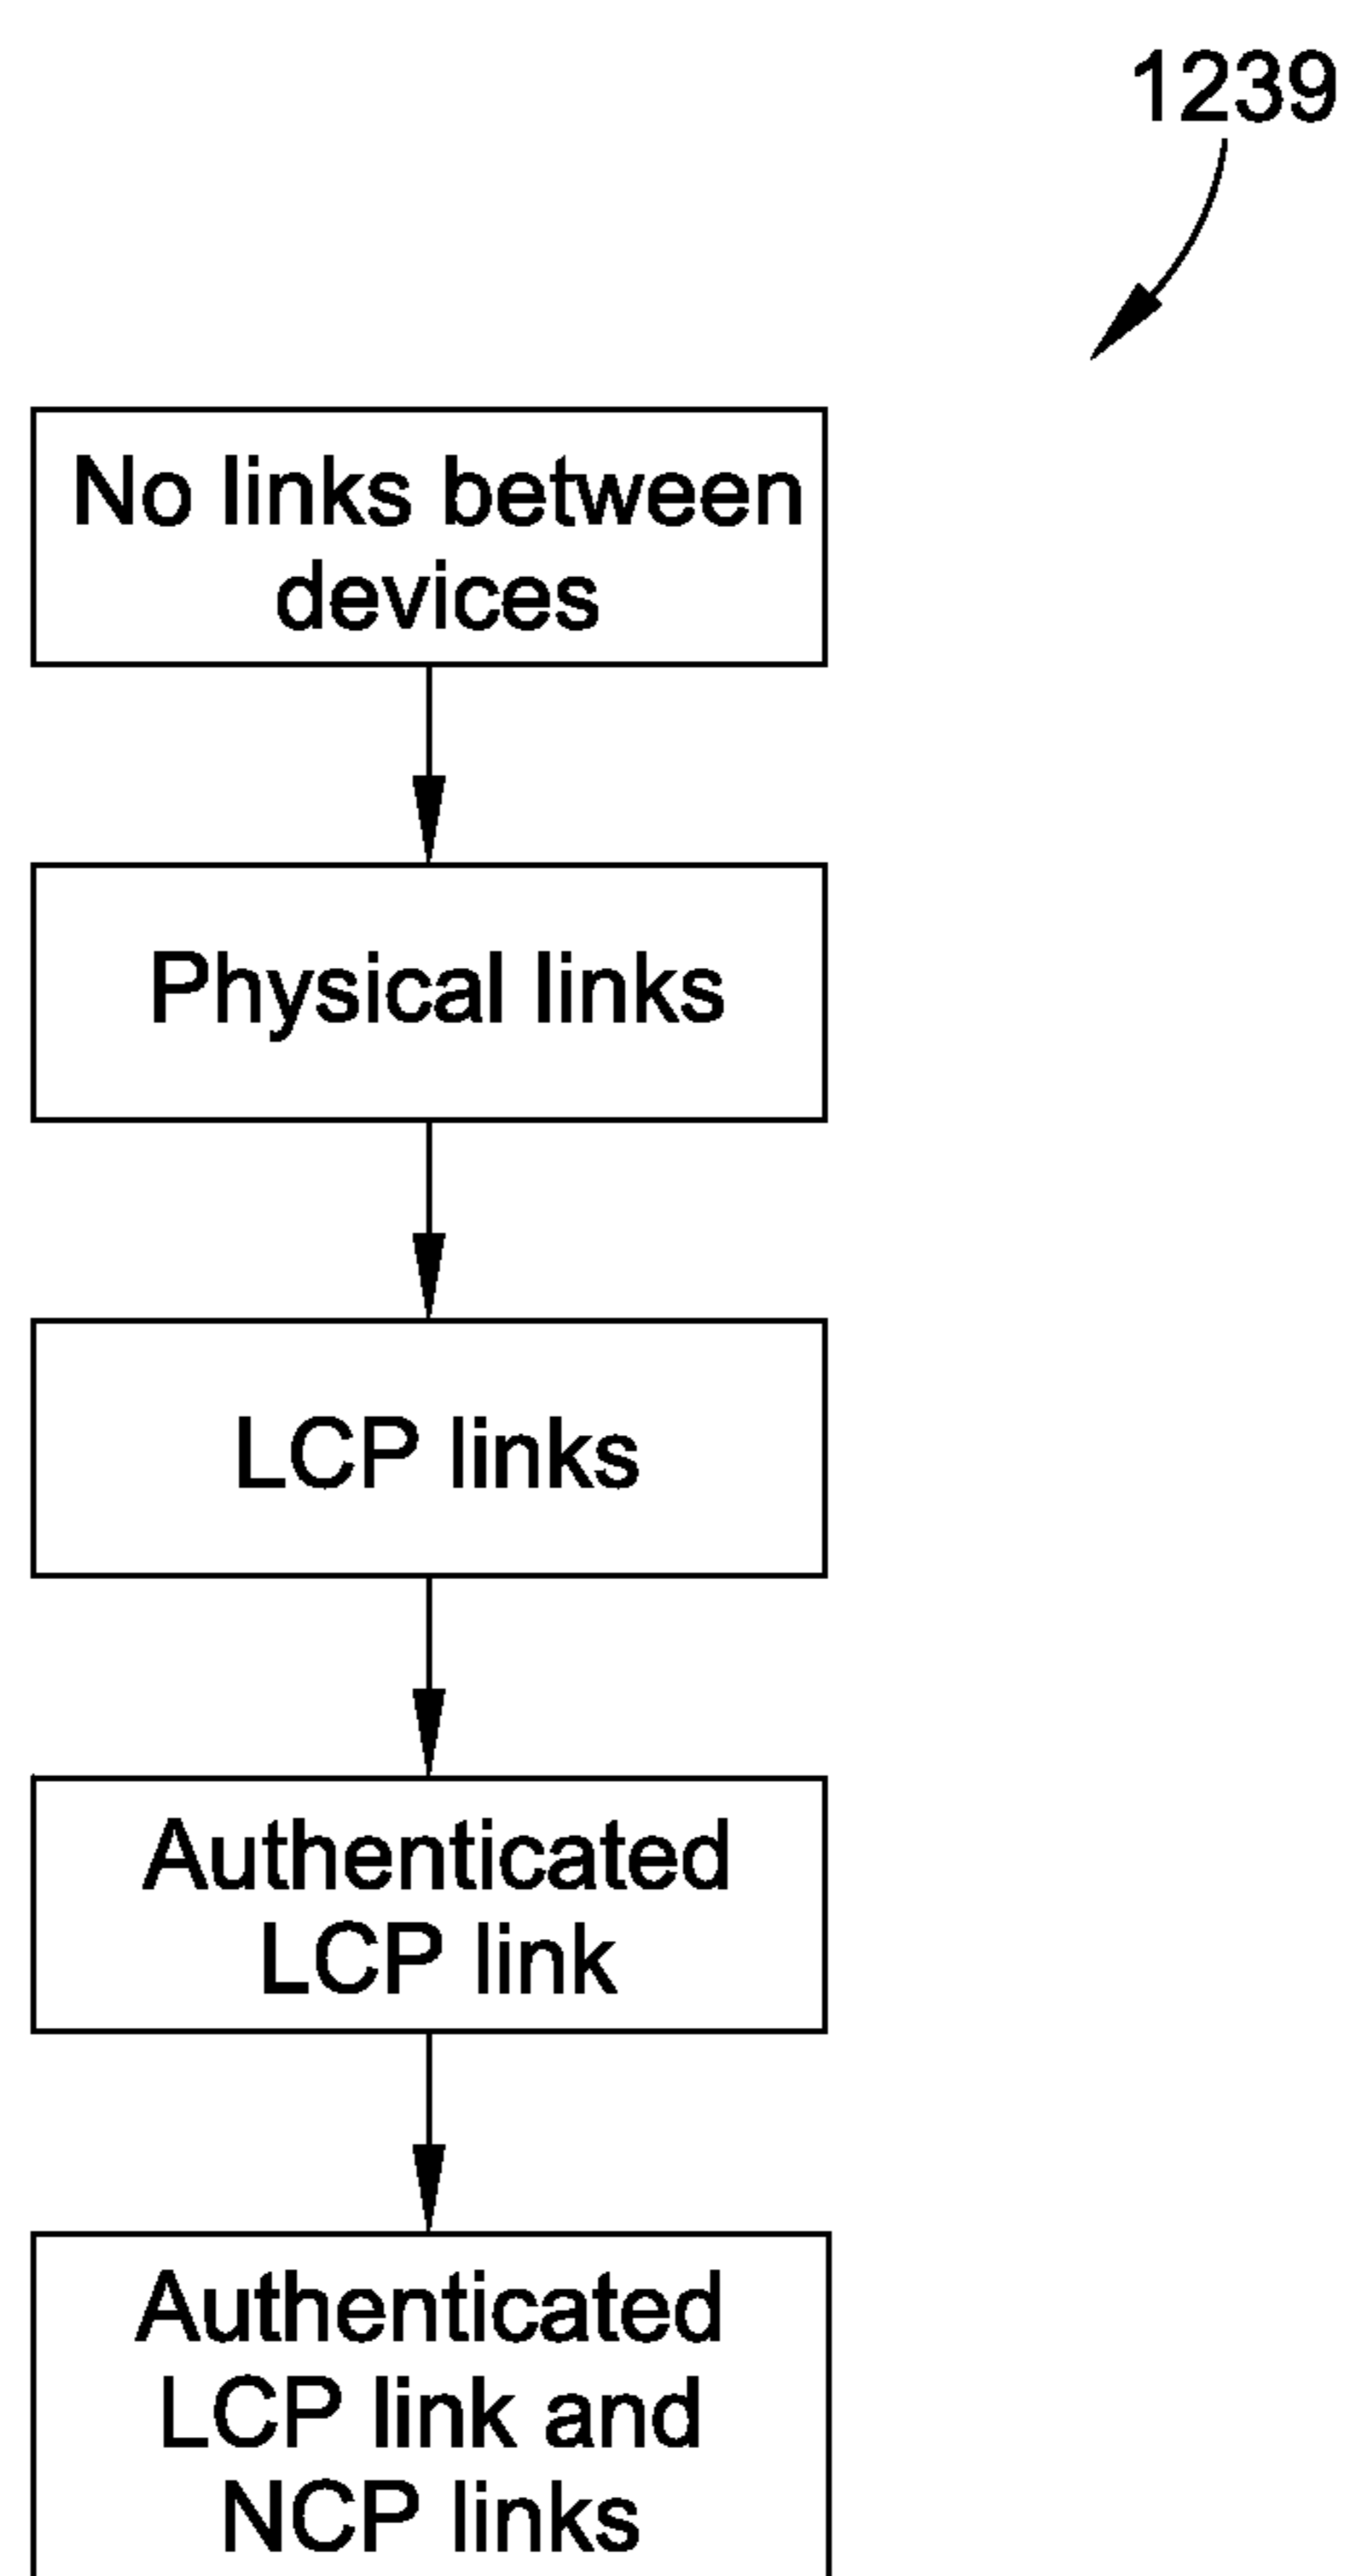 1239
No links between
devices
Physical links
LCP links
Authenticated
LCP link
Authenticated
LCP link and
NCP links